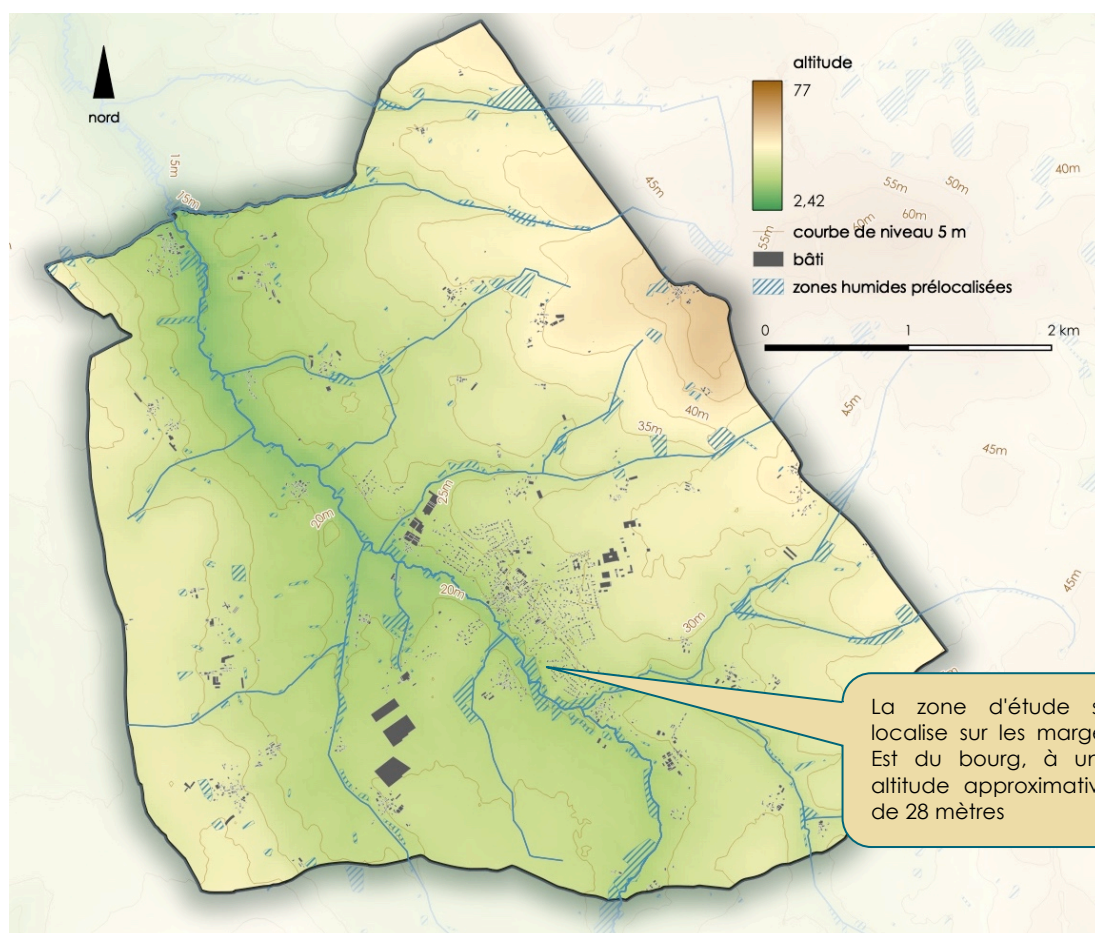 nord
altitude
77
2,42
courbe de niveau 5 m
bâti
zones humides prélocalisées
0 1 2 km
15m
15m
45m
40m
55m
50m
60m
60m
55m
45m
45m
40m
35m
25m
20m
20m
30m
45m
La zone d'étude s
localise sur les marge
Est du bourg, à un
altitude approximativ
de 28 mètres